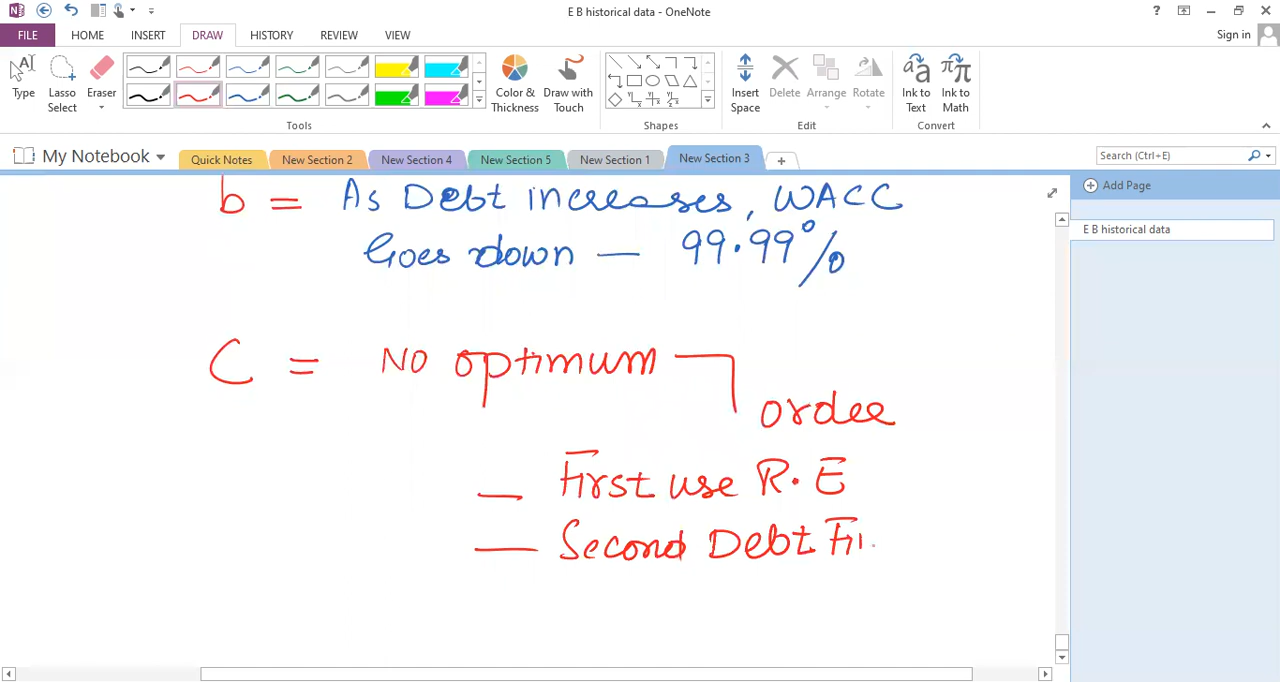 E B historical data - OneNote
?
Sign in
FILE HOME INSERT DRAW HISTORY REVIEW VIEW
Type
Lasso Select
Eraser
Color & Thickness
Draw with Touch
Insert Space
Delete
Arrange
Rotate
Ink to Text
Ink to Math
Tools
Shapes
Edit
Convert
My Notebook
Quick Notes New Section 2 New Section 4 New Section 5 New Section 1 New Section 3
Search (Ctrl+E)
Add Page
E B historical data
b = As Debt increases, WACC
Goes down — 99.99%
C = NO optimum
order
— First use R.E
— Second Debt Fi